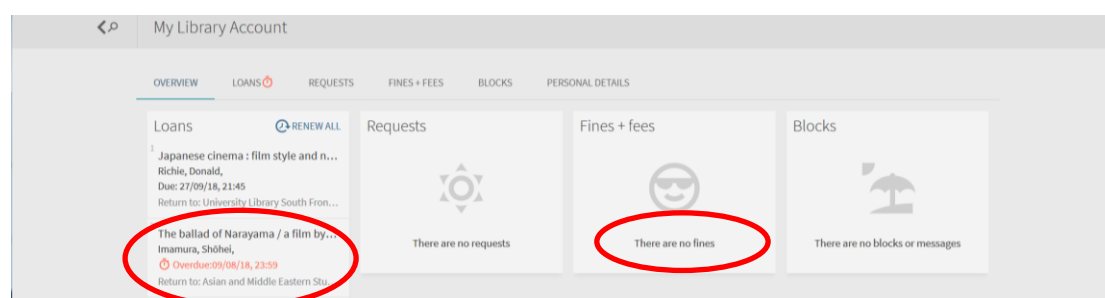 My Library Account
OVERVIEW LOANS REQUESTS FINES + FEES BLOCKS PERSONAL DETAILS
Loans RENEW ALL
1
Japanese cinema : film style and n...
Richie, Donald,
Due: 27/09/18, 21:45
Return to: University Library South Fron...
The ballad of Narayama / a film by...
Imamura, Shōhei,
Overdue:09/08/18, 23:59
Return to: Asian and Middle Eastern Stu...
Requests
There are no requests
Fines + fees
There are no fines
Blocks
There are no blocks or messages